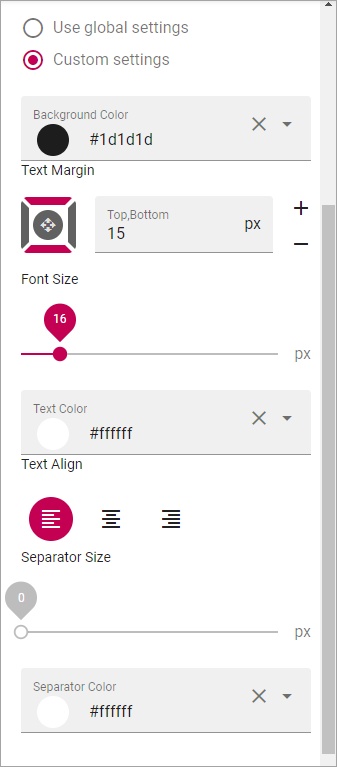 Use global settings
Custom settings
Background Color
#1d1d1d
Text Margin
Top,Bottom
15 px
Font Size
16
px
Text Color
#ffffff
Text Align
Separator Size
0
px
Separator Color
#ffffff